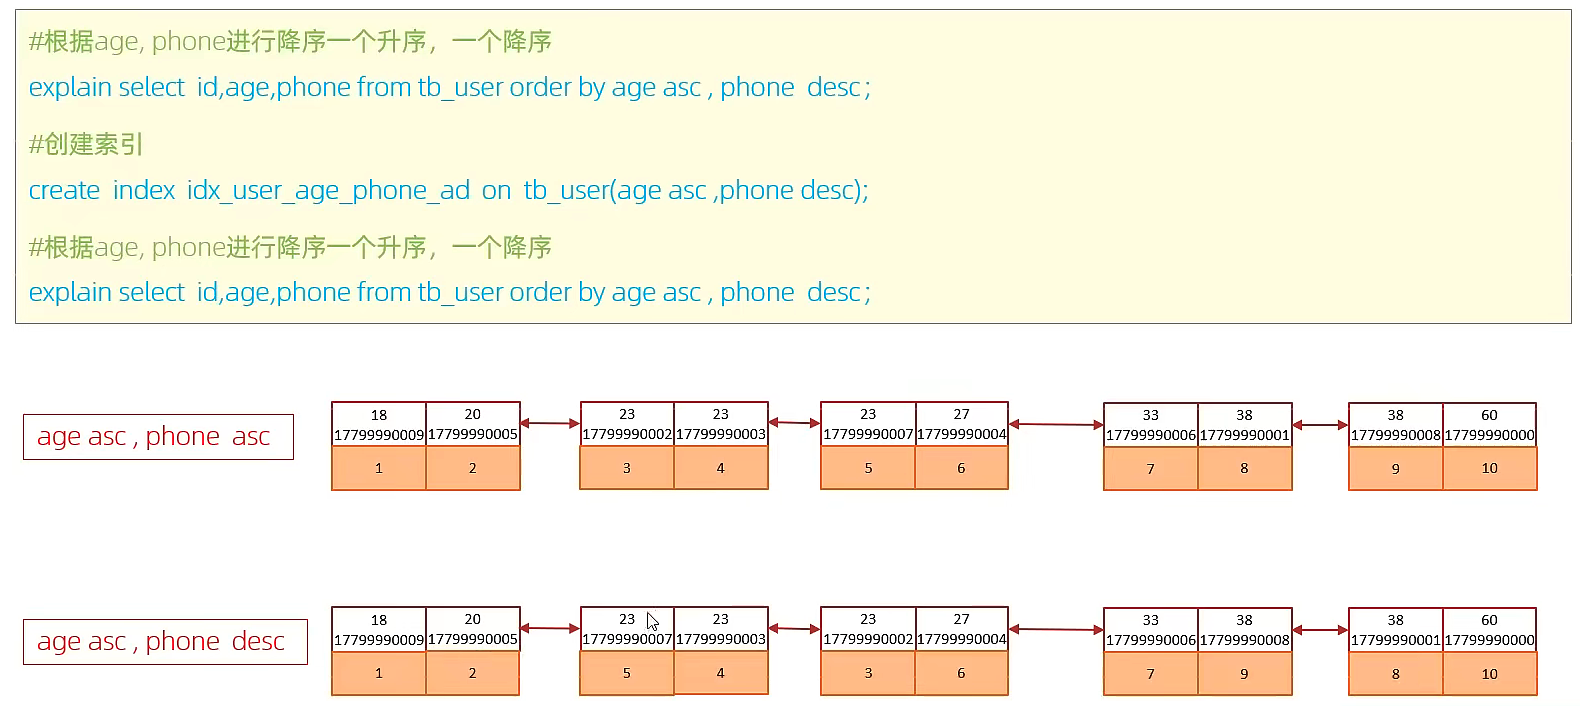 #根据age, phone进行降序一个升序，一个降序
explain select id,age,phone from tb_user order by age asc , phone desc ;
#创建索引
create index idx_user_age_phone_ad on tb_user(age asc ,phone desc);
#根据age, phone进行降序一个升序，一个降序
explain select id,age,phone from tb_user order by age asc , phone desc ;
age asc , phone asc
18 20 23 23 23 27 33 38 38 60
17799990009 17799990005 17799990002 17799990003 17799990007 17799990004 17799990006 17799990001 17799990008 17799990000
1 2 3 4 5 6 7 8 9 10
age asc , phone desc
18 20 23 23 23 27 33 38 38 60
17799990009 17799990005 17799990007 17799990003 17799990002 17799990004 17799990006 17799990008 17799990001 17799990000
1 2 5 4 3 6 7 9 8 10